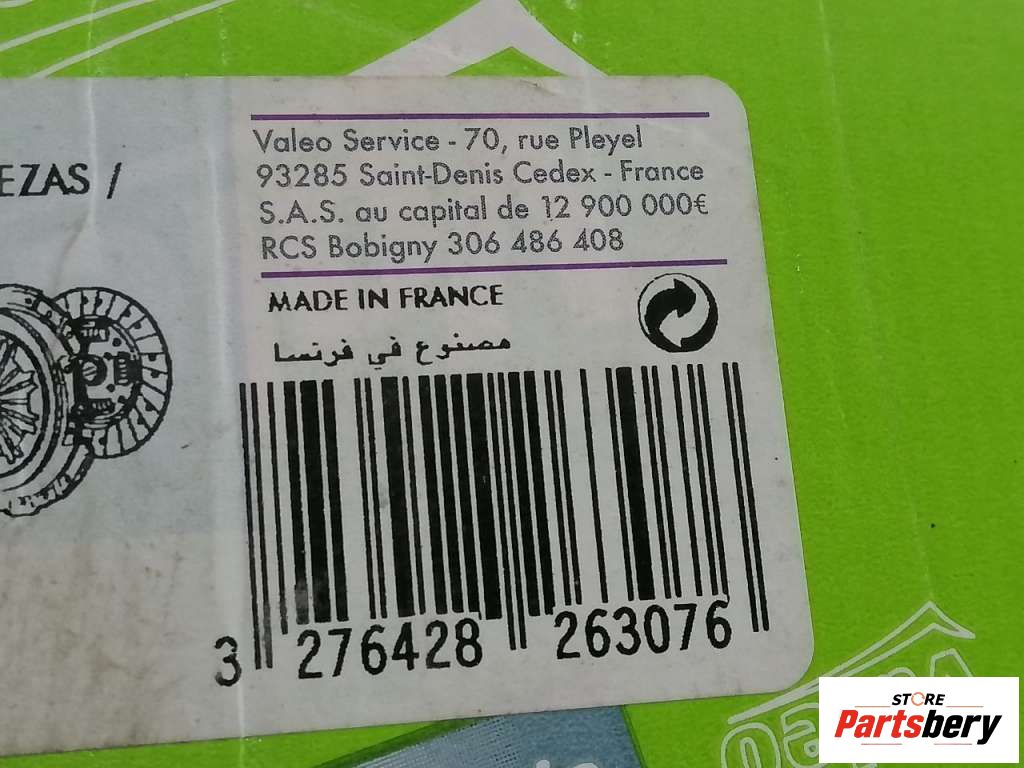 EZAS /
Valeo Service - 70, rue Pleyel
93285 Saint-Denis Cedex - France
S.A.S. au capital de 12 900 000€
RCS Bobigny 306 486 408
MADE IN FRANCE
مصنوع في فرنسا
3 276428 263076
Valeo
STORE
Partsbery